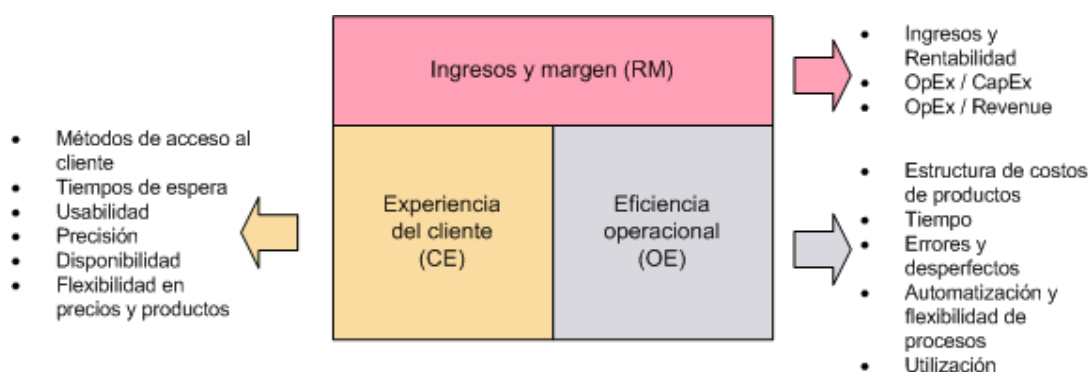 Ingresos y margen (RM)
• Ingresos y
Rentabilidad
• OpEx / CapEx
• OpEx / Revenue
• Métodos de acceso al
cliente
• Tiempos de espera
• Usabilidad
• Precisión
• Disponibilidad
• Flexibilidad en
precios y productos
Experiencia
del cliente
(CE)
Eficiencia
operacional
(OE)
• Estructura de costos
de productos
• Tiempo
• Errores y
desperfectos
• Automatización y
flexibilidad de
procesos
• Utilización